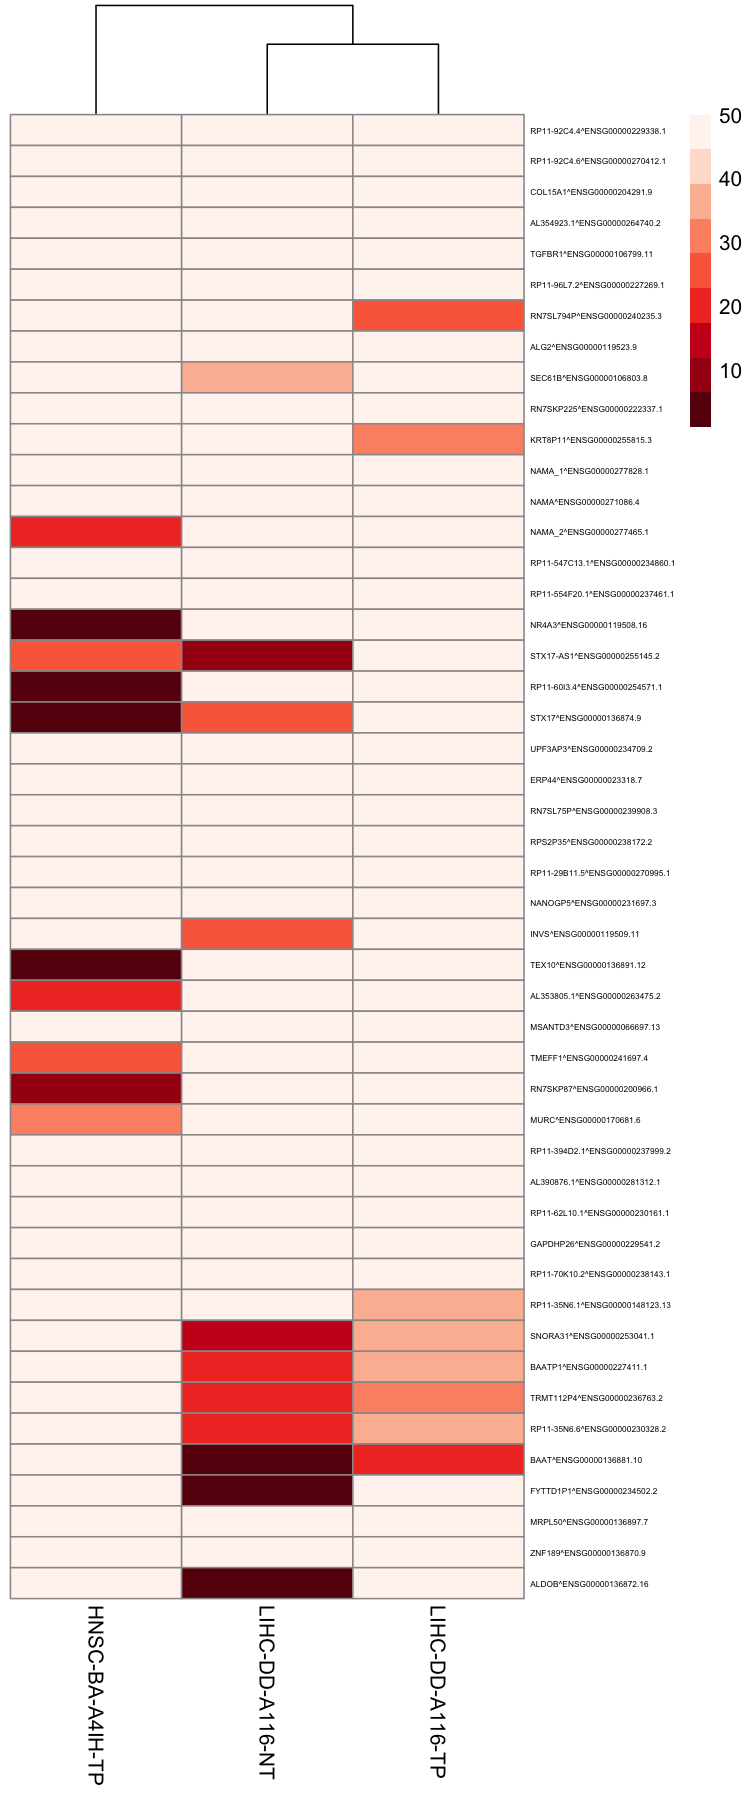 50
40
30
20
10
RP11-92C4.4^ENSG00000229338.1
RP11-92C4.6^ENSG00000270412.1
COL15A1^ENSG00000204291.9
AL354923.1^ENSG00000264740.2
TGFBR1^ENSG00000106799.11
RP11-96L7.2^ENSG00000227269.1
RN7SL794P^ENSG00000240235.3
ALG2^ENSG00000119523.9
SEC61B^ENSG00000106803.8
RN7SKP225^ENSG00000222337.1
KRT8P11^ENSG00000255815.3
NAMA_1^ENSG00000277828.1
NAMA^ENSG00000271086.4
NAMA_2^ENSG00000277465.1
RP11-547C13.1^ENSG00000234860.1
RP11-554F20.1^ENSG00000237461.1
NR4A3^ENSG00000119508.16
STX17-AS1^ENSG00000255145.2
RP11-60I3.4^ENSG00000254571.1
STX17^ENSG00000136874.9
UPF3AP3^ENSG00000234709.2
ERP44^ENSG00000023318.7
RN7SL75P^ENSG00000239908.3
RPS2P35^ENSG00000238172.2
RP11-29B11.5^ENSG00000270995.1
NANOGP5^ENSG00000231697.3
INVS^ENSG00000119509.11
TEX10^ENSG00000136891.12
AL353805.1^ENSG00000263475.2
MSANTD3^ENSG00000066697.13
TMEFF1^ENSG00000241697.4
RN7SKP87^ENSG00000200966.1
MURC^ENSG00000170681.6
RP11-394D2.1^ENSG00000237999.2
AL390876.1^ENSG00000281312.1
RP11-62L10.1^ENSG00000230161.1
GAPDHP26^ENSG00000229541.2
RP11-70K10.2^ENSG00000238143.1
RP11-35N6.1^ENSG00000148123.13
SNORA31^ENSG00000253041.1
BAATP1^ENSG00000227411.1
TRMT112P4^ENSG00000236763.2
RP11-35N6.6^ENSG00000230328.2
BAAT^ENSG00000136881.10
FYTTD1P1^ENSG00000234502.2
MRPL50^ENSG00000136897.7
ZNF189^ENSG00000136870.9
ALDOB^ENSG00000136872.16
HNSC-BA-A4IH-TP
LIHC-DD-A116-NT
LIHC-DD-A116-TP